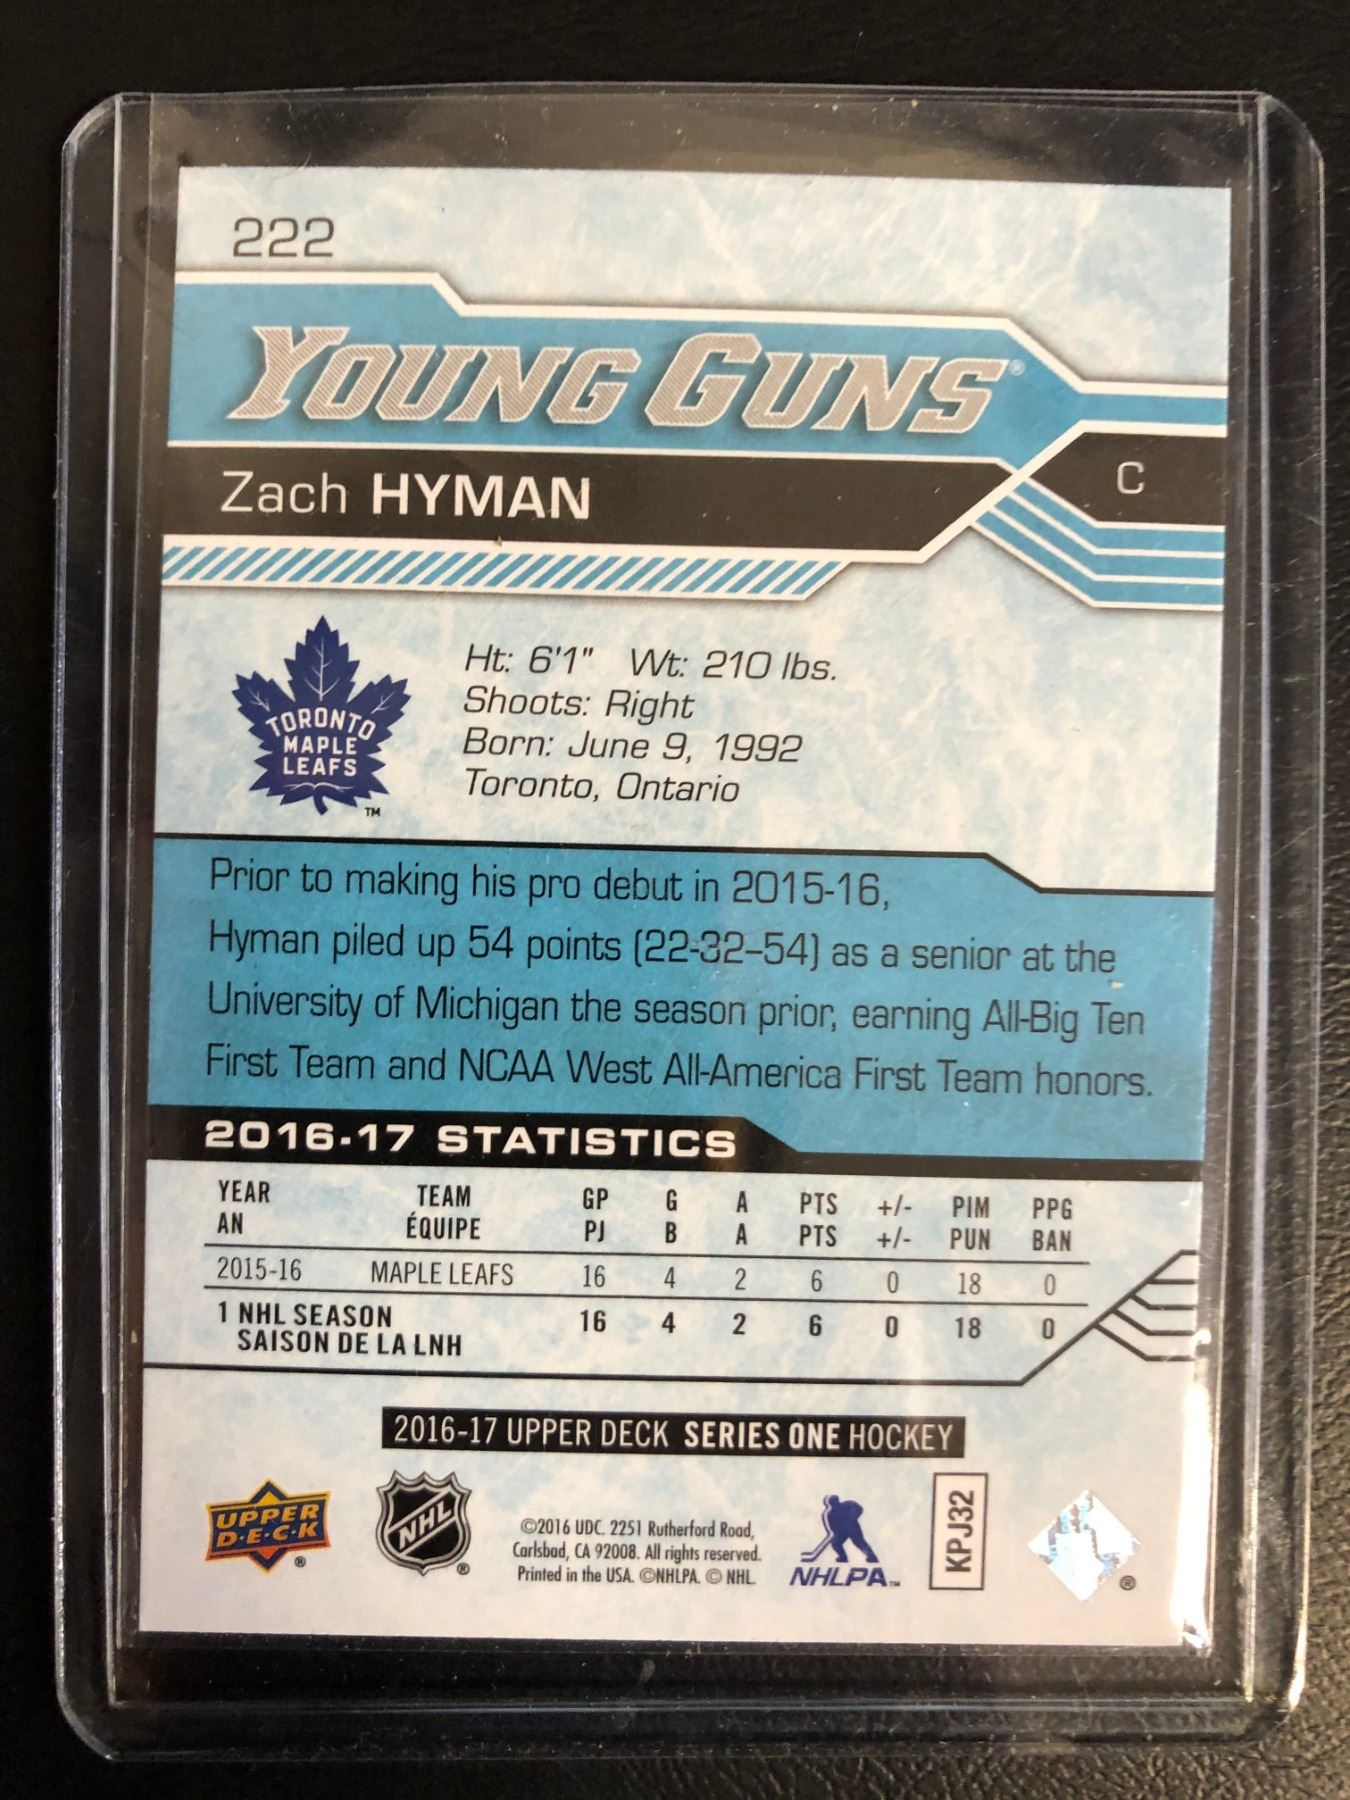 222
YOUNG GUNS®
Zach HYMAN
C
TORONTO
MAPLE
LEAFS
TM
Ht: 6'1" Wt: 210 lbs.
Shoots: Right
Born: June 9, 1992
Toronto, Ontario
Prior to making his pro debut in 2015-16,
Hyman piled up 54 points (22-32–54) as a senior at the
University of Michigan the season prior, earning All-Big Ten
First Team and NCAA West All-America First Team honors.
2016-17 STATISTICS
YEAR TEAM GP G A PTS +/- PIM PPG
AN ÉQUIPE PJ B A PTS +/- PUN BAN
2015-16 MAPLE LEAFS 16 4 2 6 0 18 0
1 NHL SEASON 16 4 2 6 0 18 0
SAISON DE LA LNH
2016-17 UPPER DECK SERIES ONE HOCKEY
UPPER
D·E·C·K
®
NHL
®
©2016 UDC. 2251 Rutherford Road,
Carlsbad, CA 92008. All rights reserved.
Printed in the USA. ©NHLPA. © NHL.
NHLPA™
KPJ32
®